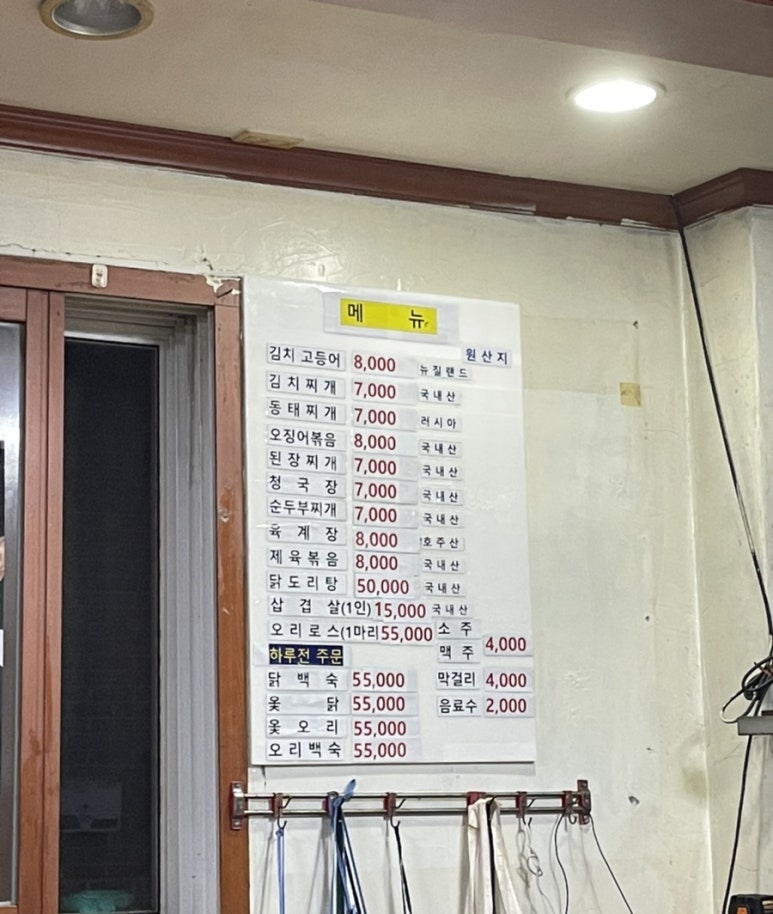 메 뉴
원산지
김치 고등어 8,000 뉴질랜드
김치찌개 7,000 국내산
동태찌개 7,000 러시아
오징어볶음 8,000 국내산
된장찌개 7,000 국내산
청국장 7,000 국내산
순두부찌개 7,000 국내산
육계장 8,000 호주산
제육볶음 8,000 국내산
닭도리탕 50,000 국내산
삼겹살(1인) 15,000 국내산
오리로스(1마리 55,000 소주
맥주 4,000
하루전 주문
닭백숙 55,000 막걸리 4,000
옻닭 55,000 음료수 2,000
옻오리 55,000
오리백숙 55,000